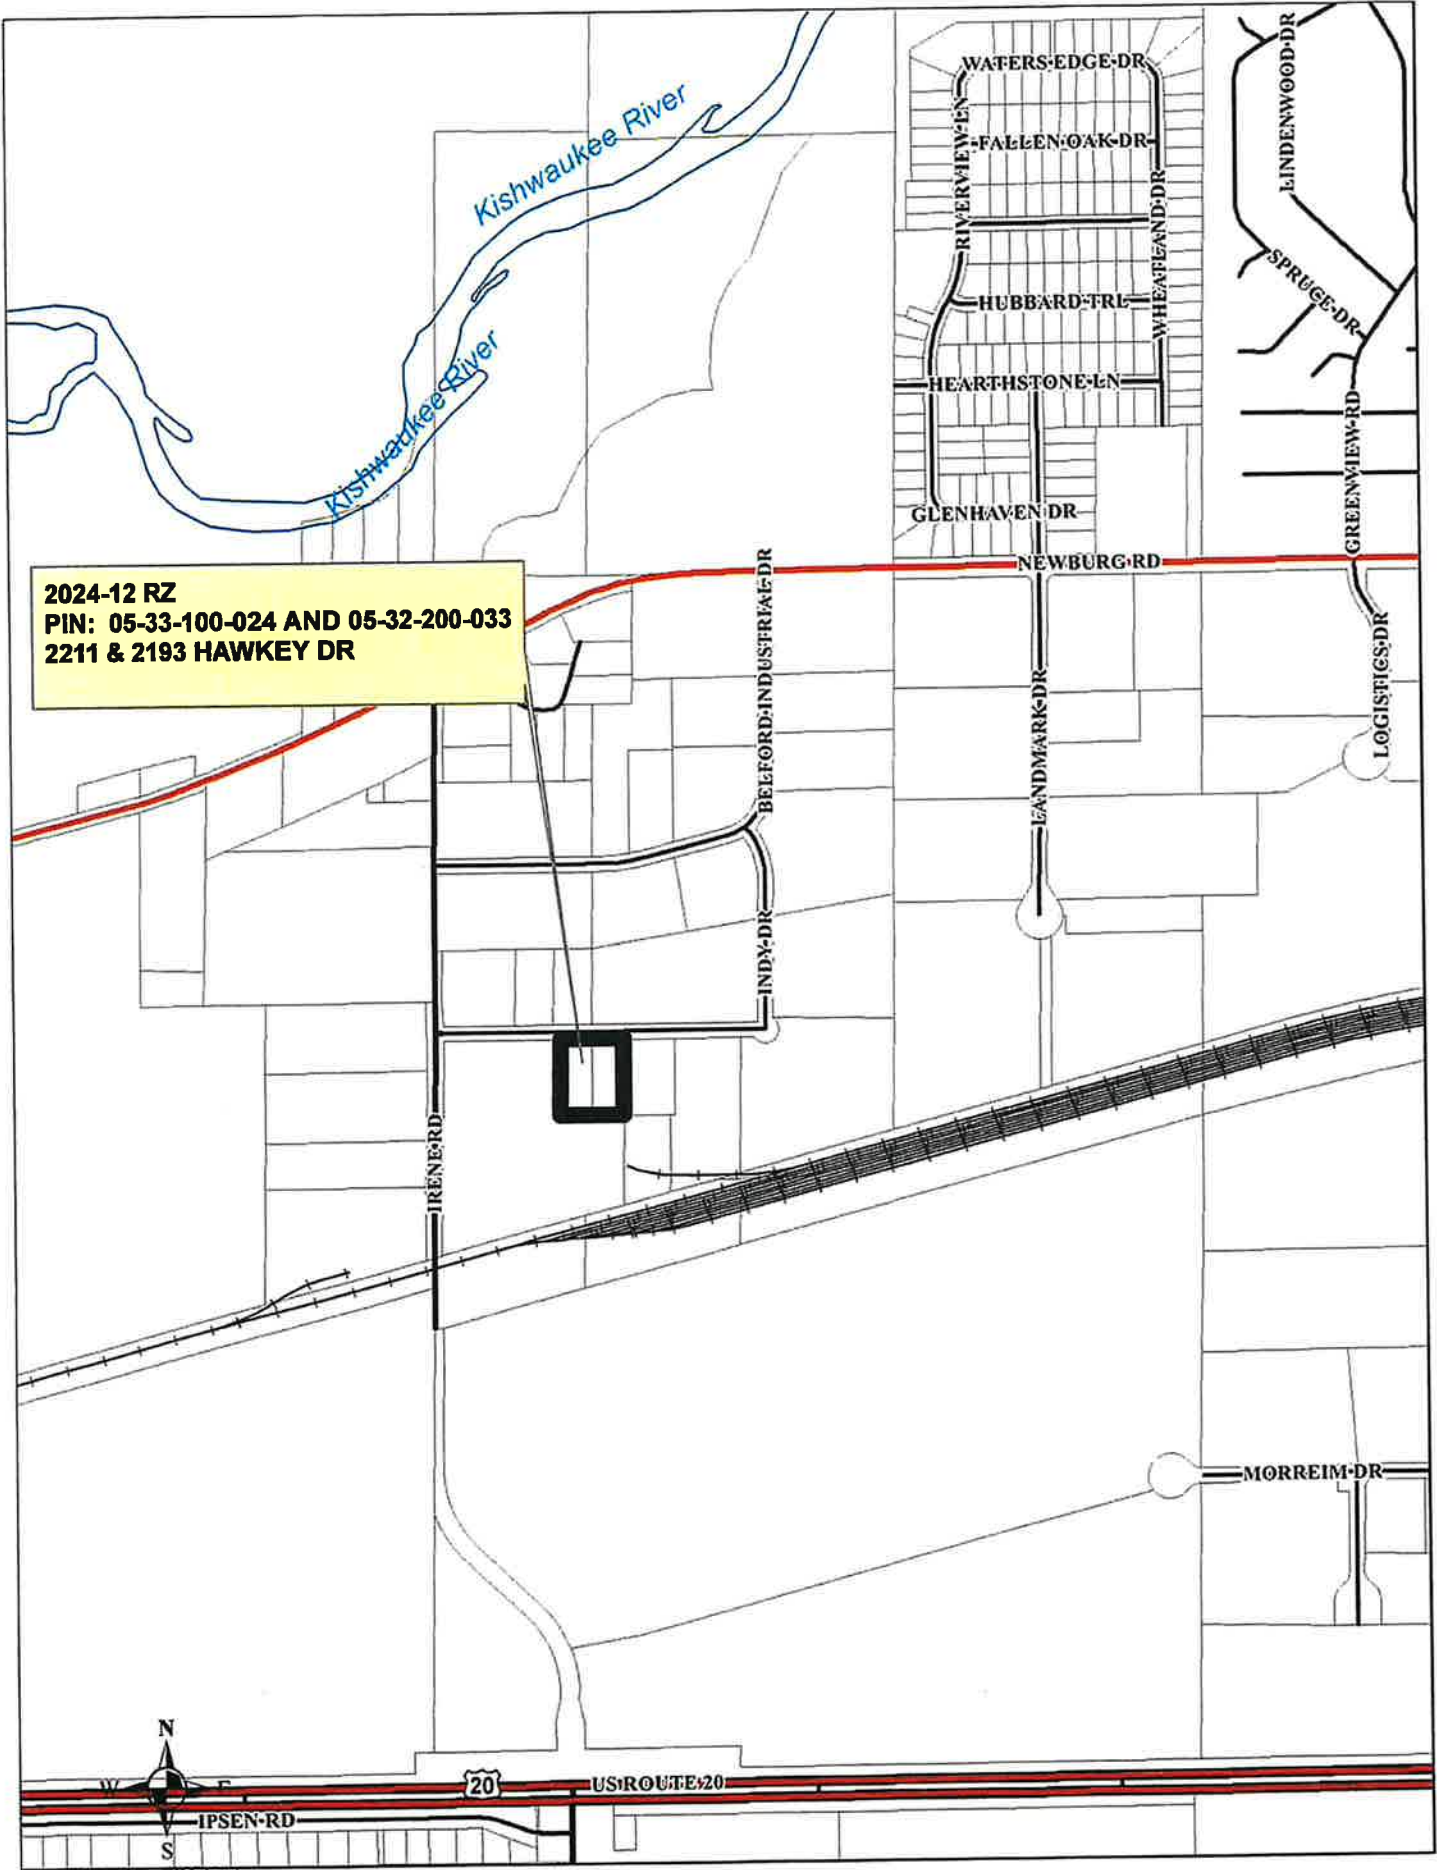 WATERS EDGE DR
LINDENWOOD DR
Kishwaukee River
RIVERVIEW LN
FALLEN OAK DR
WHEATLAND DR
SPRUCE DR
HUBBARD TRL
Kishwaukee River
HEARTHSTONE LN
GREENVIEW RD
GLENHAVEN DR
NEWBURG RD
2024-12 RZ
PIN: 05-33-100-024 AND 05-32-200-033
2211 & 2193 HAWKEY DR
BELFORD INDUSTRIAL DR
LANDMARK DR
LOGISTICS DR
INDY DR
IRENE RD
MORREIM DR
N
W E
S
20
US ROUTE 20
IPSEN RD